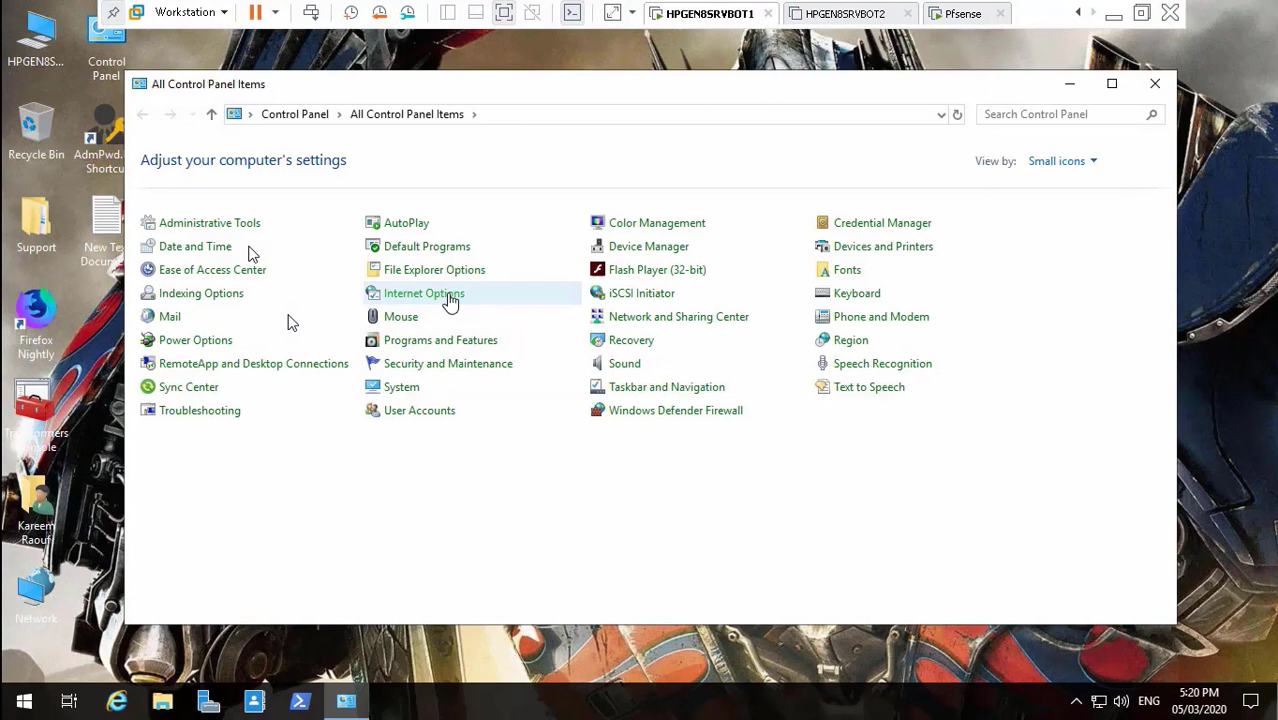 Workstation
HPGEN8SRVBOT1
HPGEN8SRVBOT2
Pfsense
HPGEN8S...
Control
Panel
Recycle Bin
AdmPwd.
Shortcu
Support
New Tex
Docume
Firefox
Nightly
Kareem
Raouf
Network
All Control Panel Items
Control Panel
All Control Panel Items
Search Control Panel
Adjust your computer's settings
View by: Small icons
Administrative Tools
AutoPlay
Color Management
Credential Manager
Date and Time
Default Programs
Device Manager
Devices and Printers
Ease of Access Center
File Explorer Options
Flash Player (32-bit)
Fonts
Indexing Options
Internet Options
iSCSI Initiator
Keyboard
Mail
Mouse
Network and Sharing Center
Phone and Modem
Power Options
Programs and Features
Recovery
Region
RemoteApp and Desktop Connections
Security and Maintenance
Sound
Speech Recognition
Sync Center
System
Taskbar and Navigation
Text to Speech
Troubleshooting
User Accounts
Windows Defender Firewall
ENG
5:20 PM
05/03/2020